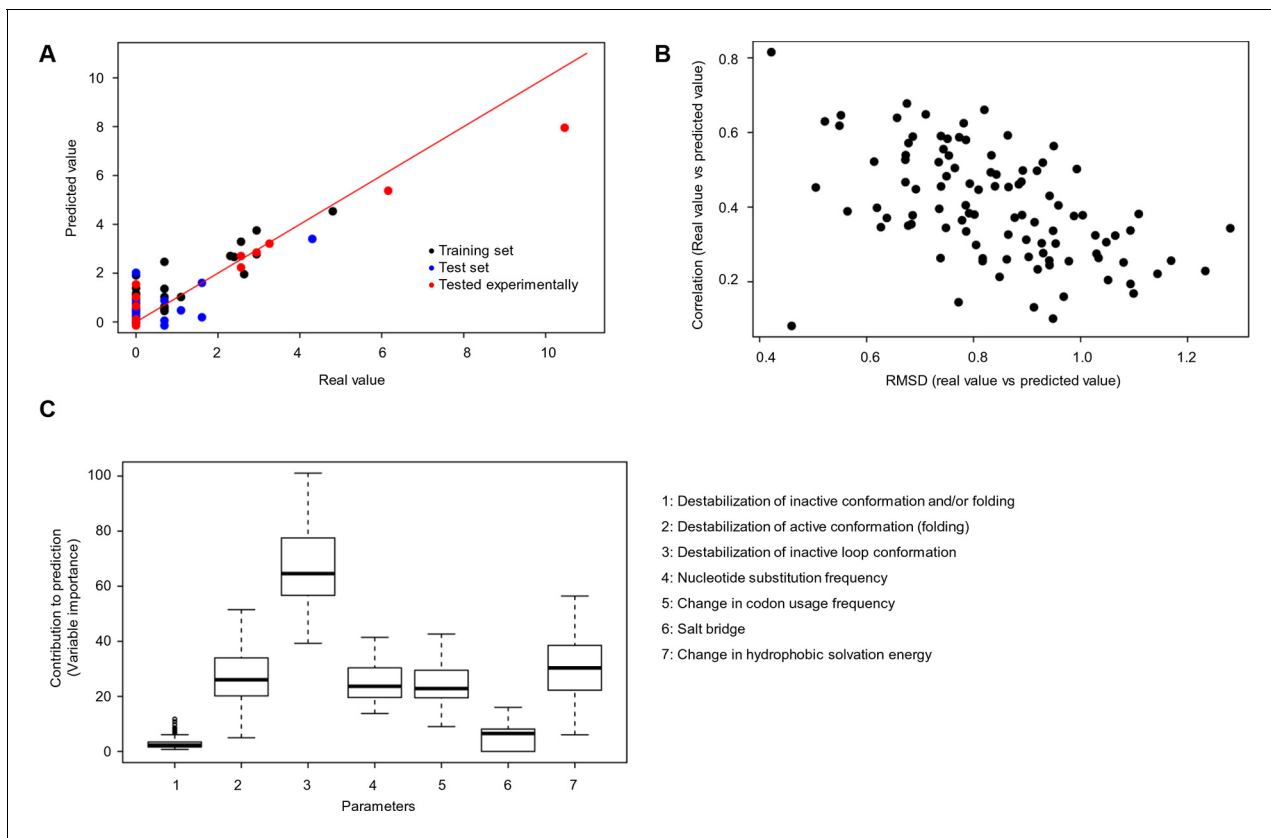 A
Predicted value
10
8
6
4
2
0
Training set
Test set
Tested experimentally
0 2 4 6 8 10
Real value
B
Correlation (Real value vs predicted value)
0.8
0.6
0.4
0.2
0.4 0.6 0.8 1.0 1.2
RMSD (real value vs predicted value)
C
Contribution to prediction
(Variable importance)
100
80
60
40
20
0
1 2 3 4 5 6 7
Parameters
1: Destabilization of inactive conformation and/or folding
2: Destabilization of active conformation (folding)
3: Destabilization of inactive loop conformation
4: Nucleotide substitution frequency
5: Change in codon usage frequency
6: Salt bridge
7: Change in hydrophobic solvation energy